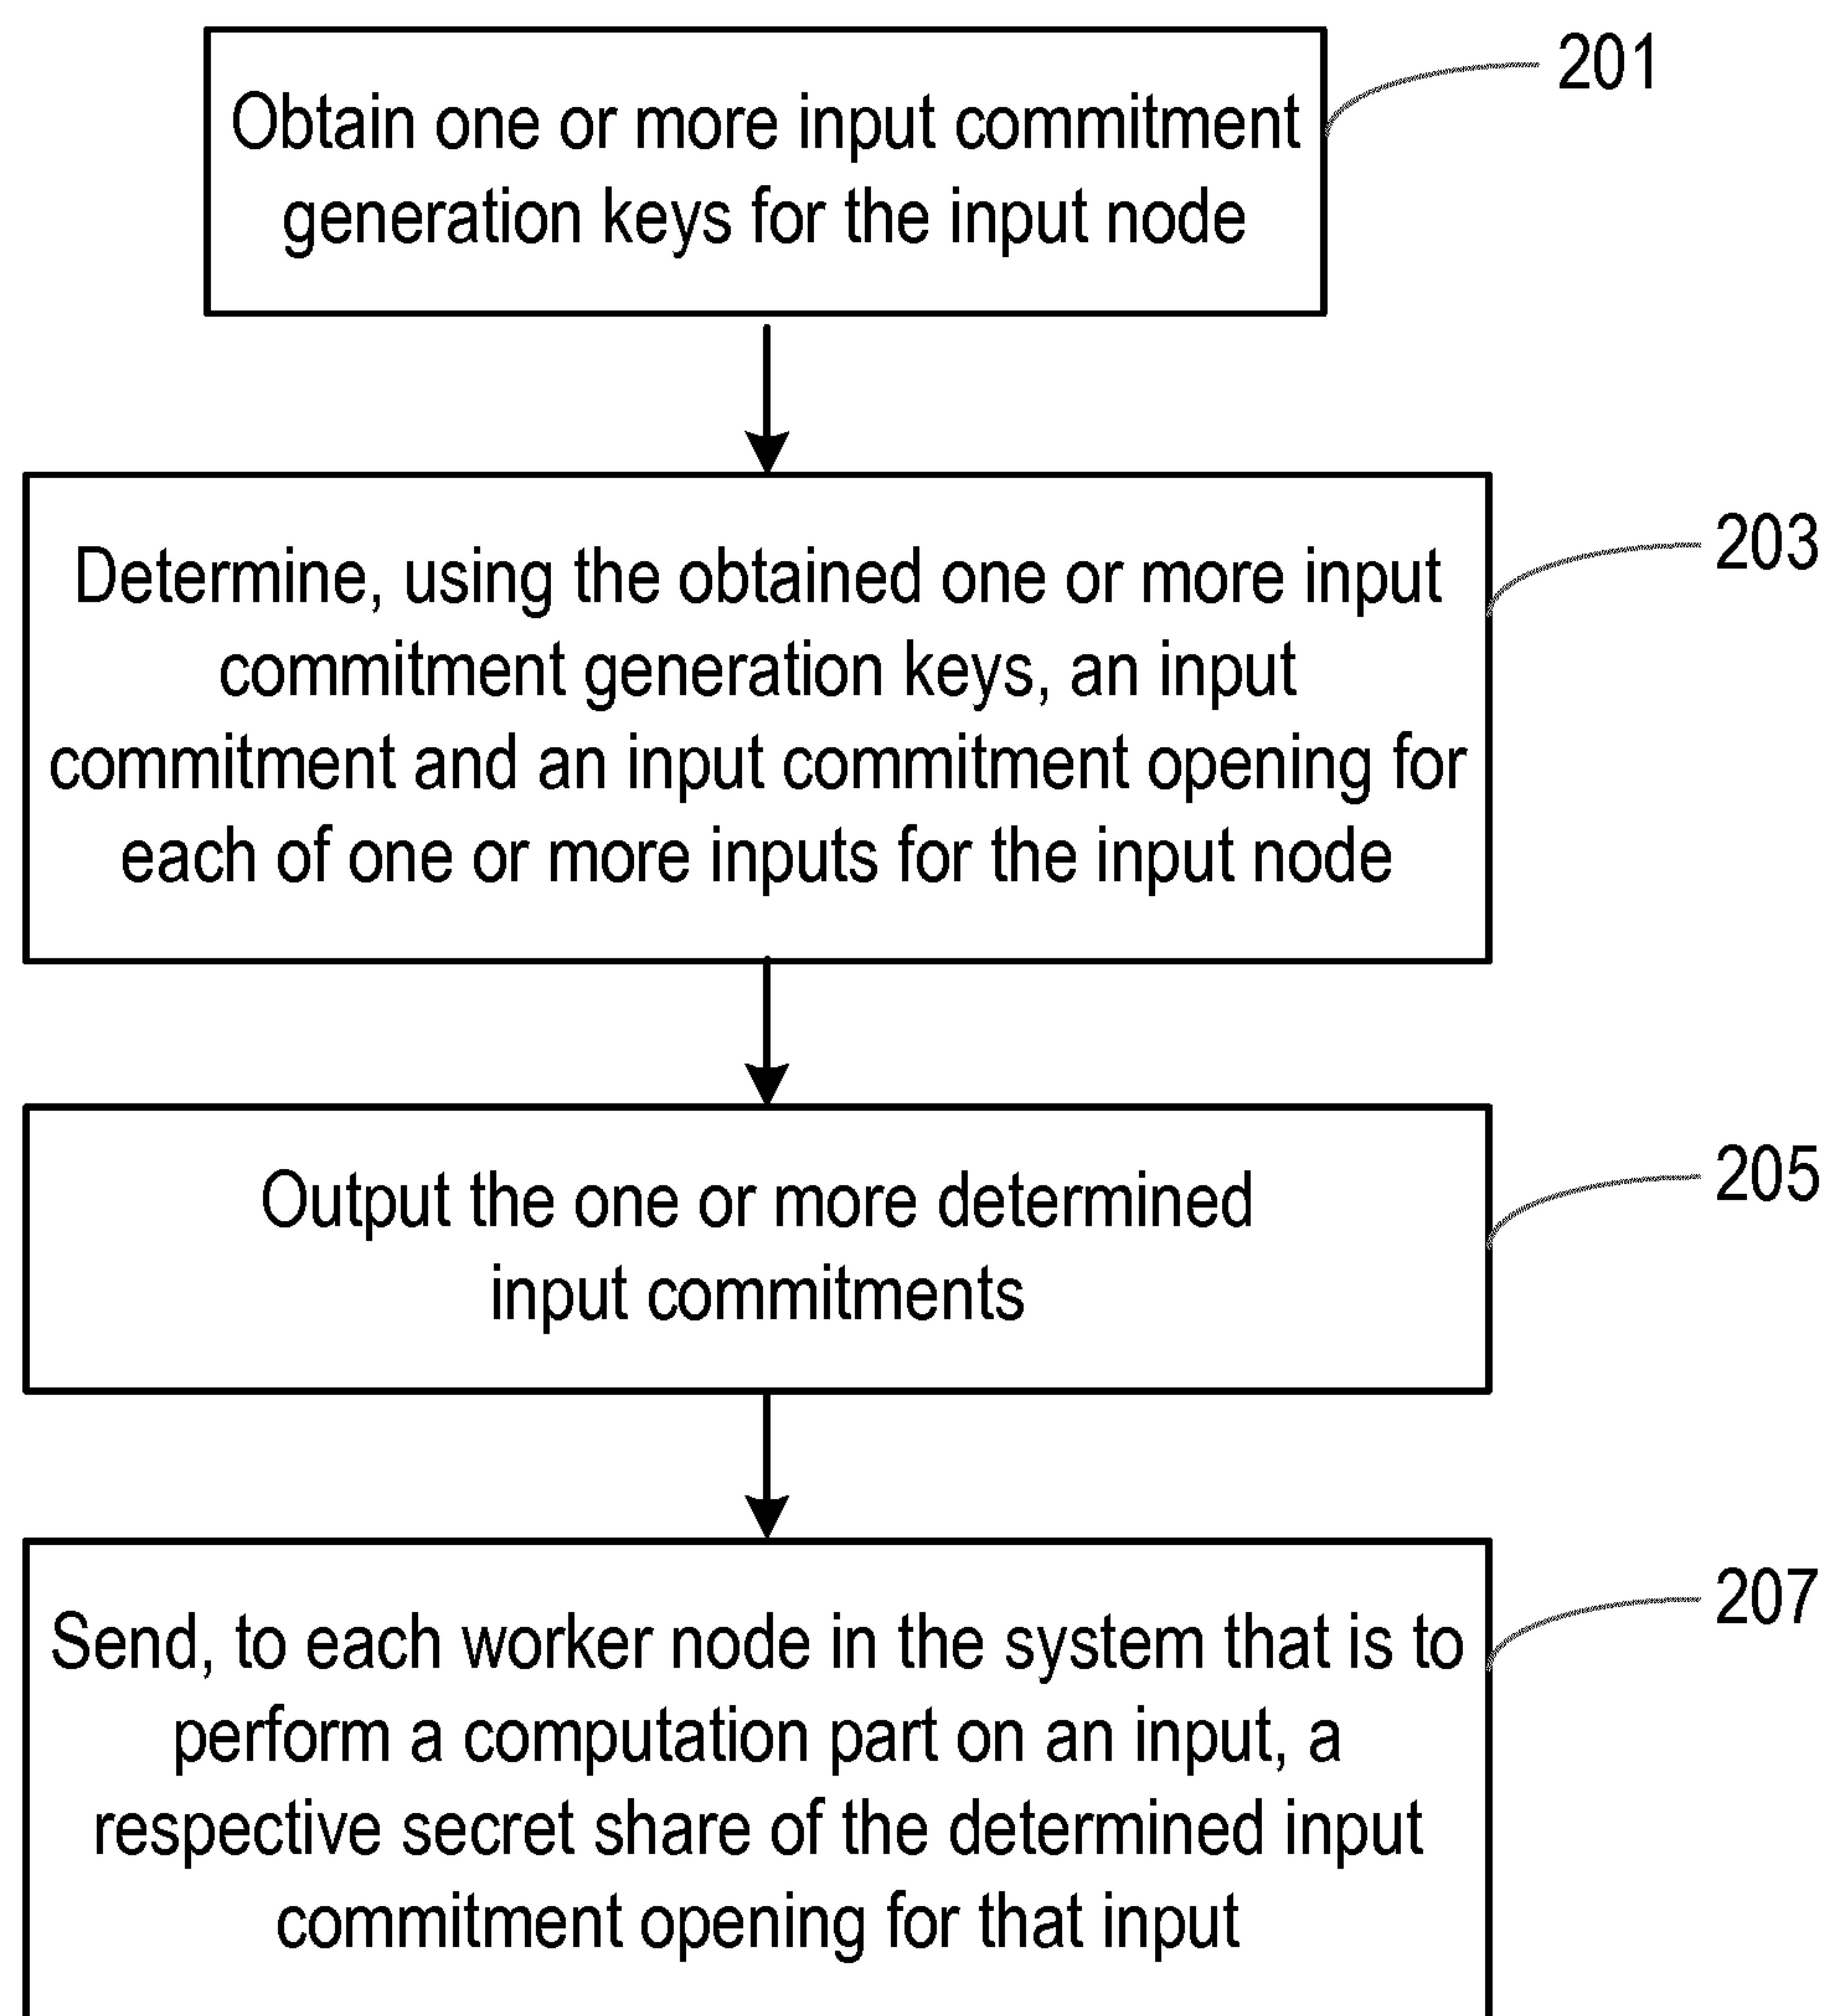 Obtain one or more input commitment
generation keys for the input node
201
Determine, using the obtained one or more input
commitment generation keys, an input
commitment and an input commitment opening for
each of one or more inputs for the input node
203
Output the one or more determined
input commitments
205
Send, to each worker node in the system that is to
perform a computation part on an input, a
respective secret share of the determined input
commitment opening for that input
207